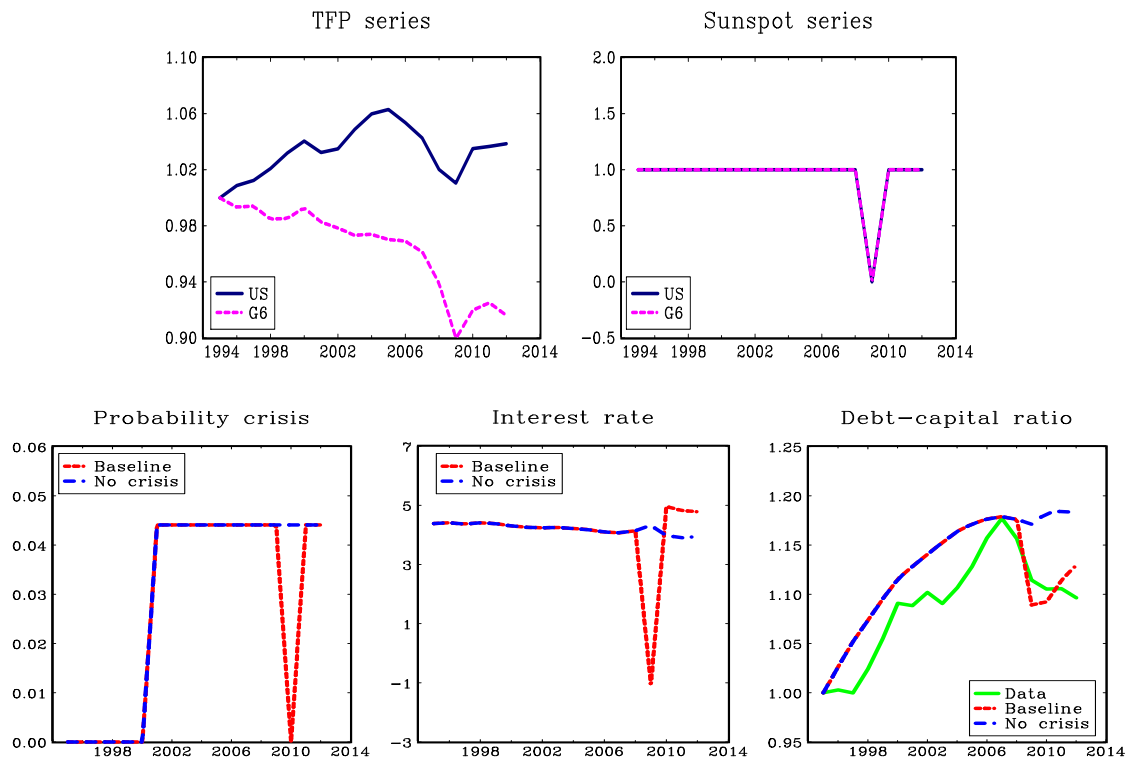 TFP series
Sunspot series
1.10
1.06
1.02
0.98
0.94
0.90
US
G6
1994 1998 2002 2006 2010 2014
2.0
1.5
1.0
0.5
0.0
−0.5
US
G6
1994 1998 2002 2006 2010 2014
Probability crisis
Interest rate
Debt−capital ratio
0.06
0.05
0.04
0.03
0.02
0.01
0.00
Baseline
No crisis
1998 2002 2006 2010 2014
7
5
3
1
−1
−3
Baseline
No crisis
1998 2002 2006 2010 2014
1.25
1.20
1.15
1.10
1.05
1.00
0.95
Data
Baseline
No crisis
1998 2002 2006 2010 2014